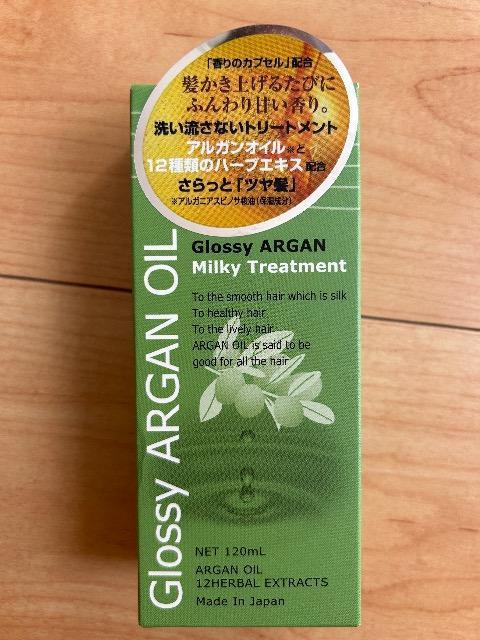 「香りのカプセル」配合
髪かき上げるたびに
ふんわり甘い香り。
洗い流さないトリートメント
アルガンオイル※と
12種類のハーブエキス配合
さらっと「ツヤ髪」
※アルガニアスピノサ核油(保湿成分)
Glossy ARGAN OIL
Glossy ARGAN
Milky Treatment
To the smooth hair which is silk
To healthy hair
To the lively hair
ARGAN OIL is said to be
good for all the hair
NET 120mL
ARGAN OIL
12HERBAL EXTRACTS
Made In Japan